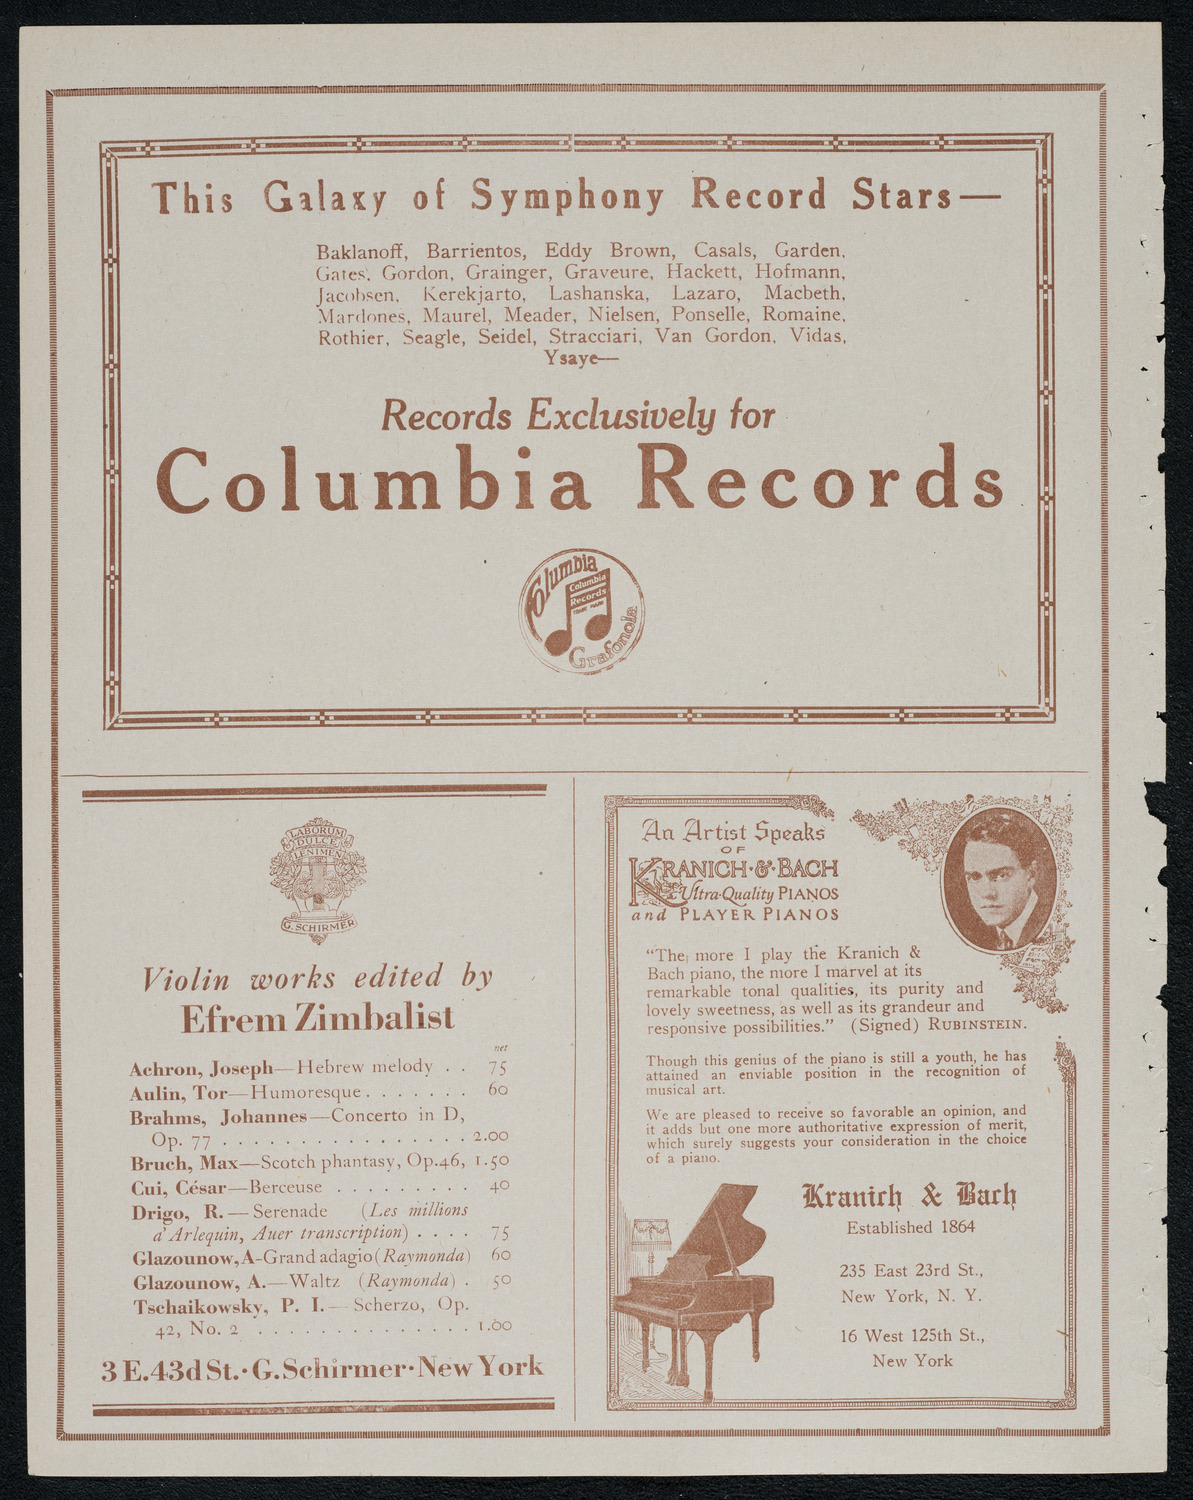 This Galaxy of Symphony Record Stars—
Baklanoff, Barrientos, Eddy Brown, Casals, Garden,
Gates, Gordon, Grainger, Graveure, Hackett, Hofmann,
Jacobsen, Kerekjarto, Lashanska, Lazaro, Macbeth,
Mardones, Maurel, Meader, Nielsen, Ponselle, Romaine,
Rothier, Seagle, Seidel, Stracciari, Van Gordon, Vidas,
Ysaye—
Records Exclusively for
Columbia Records
Columbia
Columbia
Records
TRADE MARK
Grafonola
LABORUM
DULCE
LENIMEN
G. SCHIRMER
Violin works edited by
Efrem Zimbalist
net
Achron, Joseph—Hebrew melody . . 75
Aulin, Tor—Humoresque . . . . . . . 60
Brahms, Johannes—Concerto in D,
Op. 77 . . . . . . . . . . . . . . . . 2.00
Bruch, Max—Scotch phantasy, Op.46, 1.50
Cui, César—Berceuse . . . . . . . . . 40
Drigo, R.—Serenade (Les millions
d'Arlequin, Auer transcription) . . . . 75
Glazounow, A-Grand adagio (Raymonda) 60
Glazounow, A.—Waltz (Raymonda) . 50
Tschaikowsky, P. I.—Scherzo, Op.
42, No. 2 . . . . . . . . . . . . . . . 1.00
3 E. 43d St. · G. Schirmer · New York
An Artist Speaks
OF
KRANICH·&·BACH
Ultra-Quality PIANOS
and PLAYER PIANOS
"The more I play the Kranich &
Bach piano, the more I marvel at its
remarkable tonal qualities, its purity and
lovely sweetness, as well as its grandeur and
responsive possibilities." (Signed) RUBINSTEIN.
Though this genius of the piano is still a youth, he has
attained an enviable position in the recognition of
musical art.
We are pleased to receive so favorable an opinion, and
it adds but one more authoritative expression of merit,
which surely suggests your consideration in the choice
of a piano.
Kranich & Bach
Established 1864
235 East 23rd St.,
New York, N. Y.
16 West 125th St.,
New York